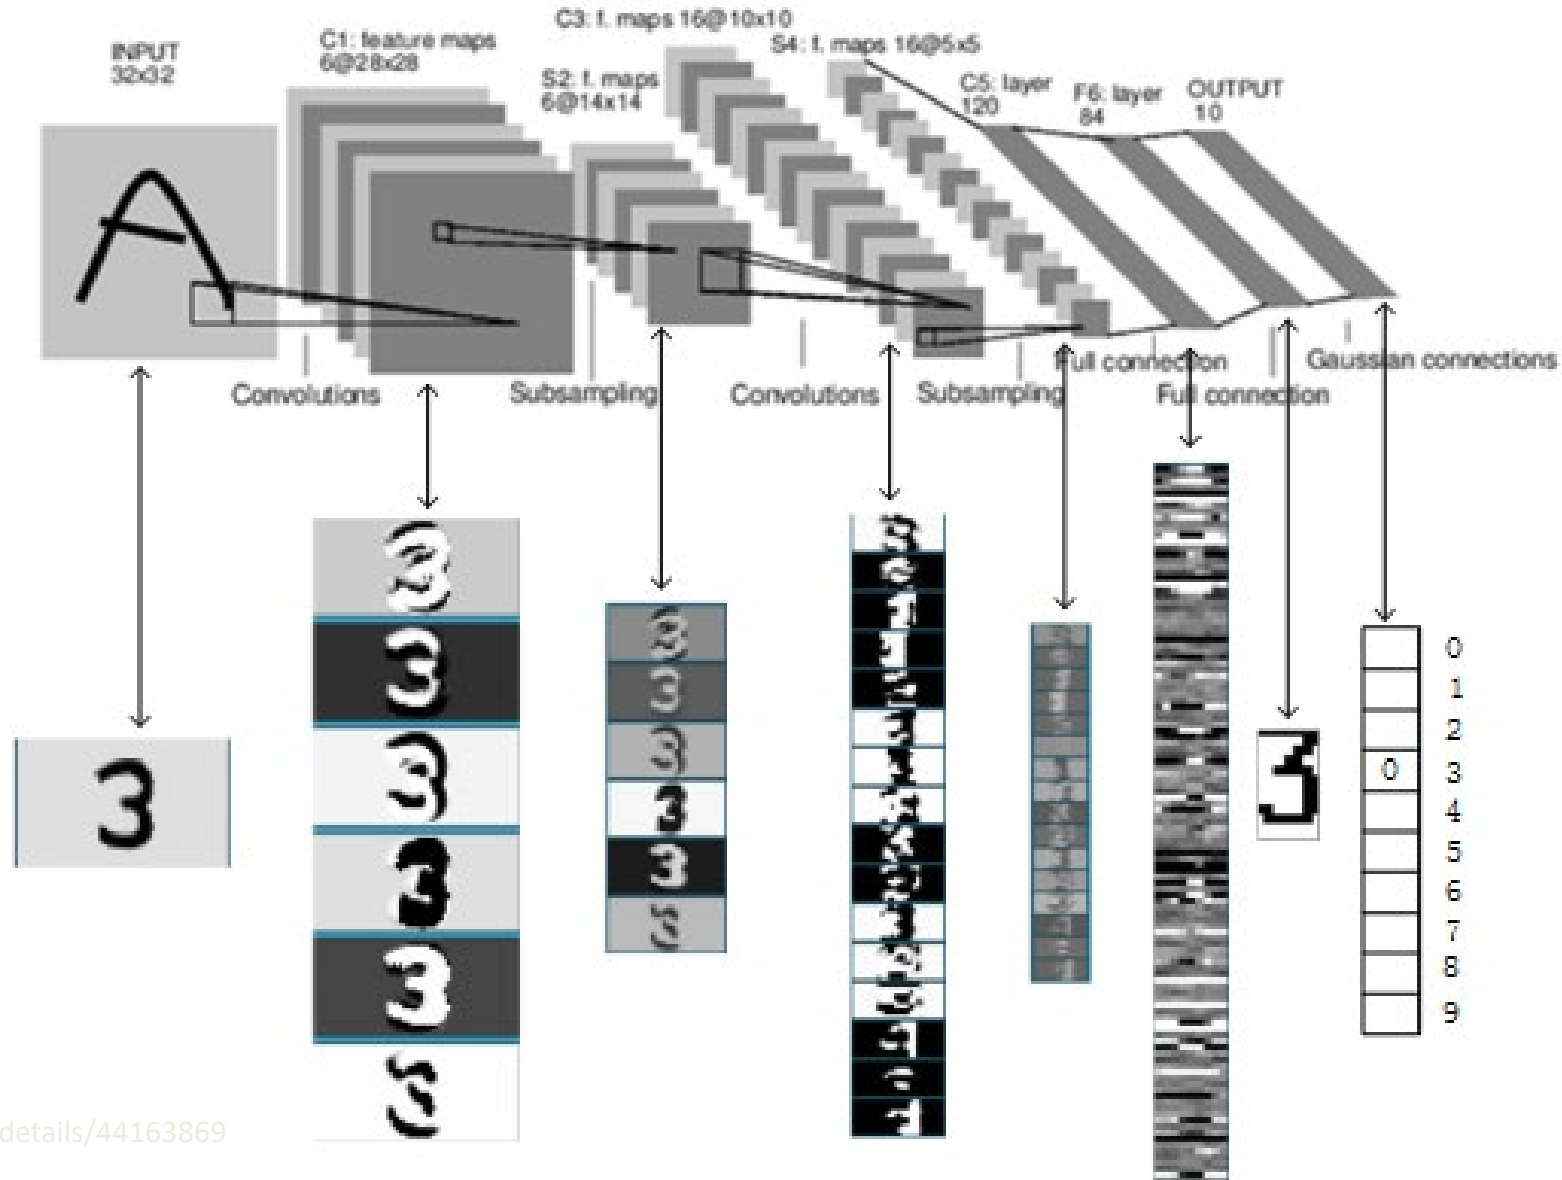 INPUT
32x32
C1: feature maps
6@28x28
S2: f. maps
6@14x14
C3: f. maps 16@10x10
S4: f. maps 16@5x5
C5: layer
120
F6: layer
84
OUTPUT
10
Convolutions
Subsampling
Convolutions
Subsampling
Full connection
Full connection
Gaussian connections
A
3
3
0
0
1
2
3
4
5
6
7
8
9
details/44163869